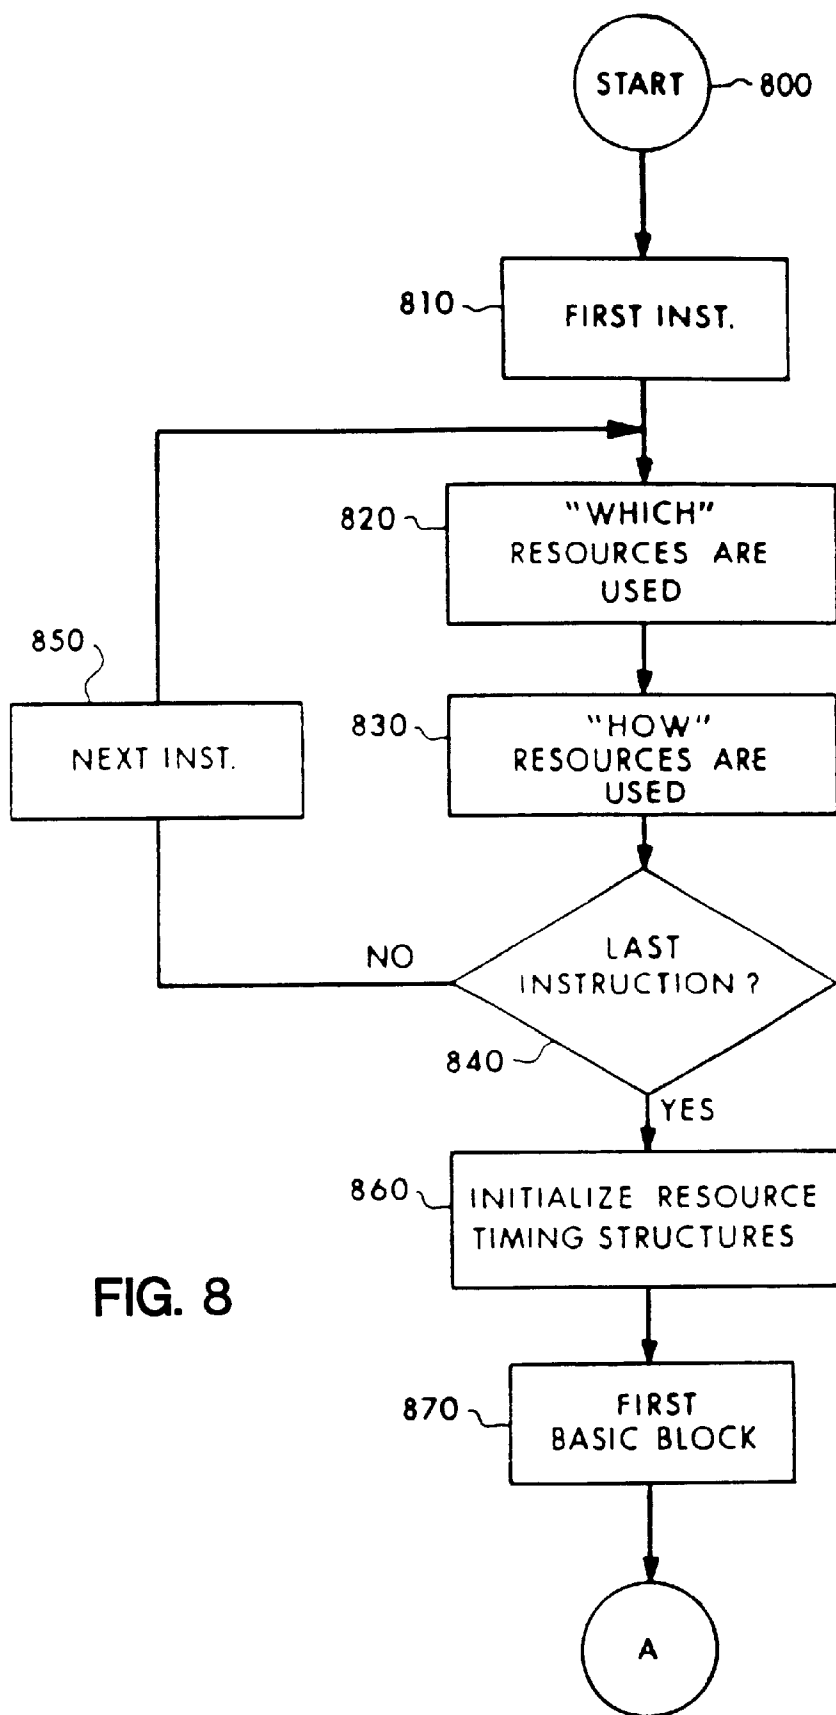 START
800
810
FIRST INST.
820
"WHICH"
RESOURCES ARE
USED
850
NEXT INST.
830
"HOW"
RESOURCES ARE
USED
NO
LAST
INSTRUCTION ?
840
YES
860
INITIALIZE RESOURCE
TIMING STRUCTURES
FIG. 8
870
FIRST
BASIC BLOCK
A